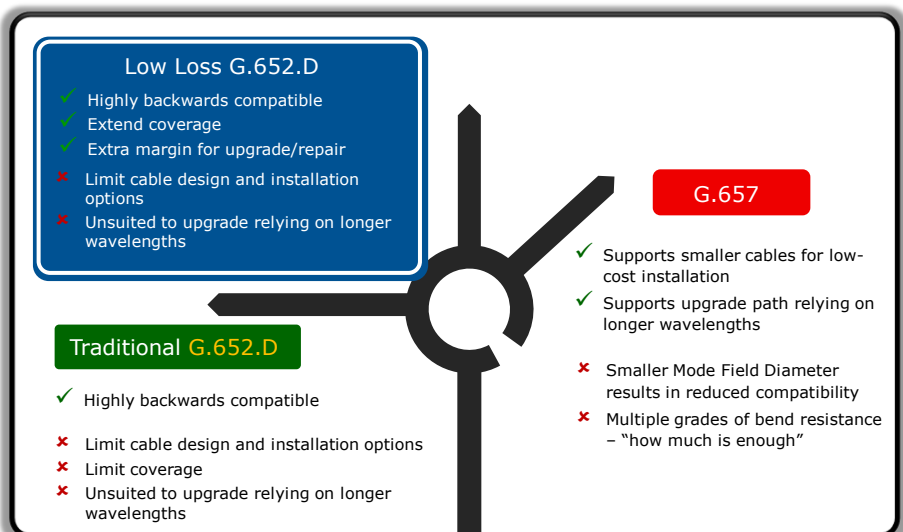 Low Loss G.652.D
Highly backwards compatible
Extend coverage
Extra margin for upgrade/repair
Limit cable design and installation
options
Unsuited to upgrade relying on longer
wavelengths
G.657
Supports smaller cables for low-
cost installation
Supports upgrade path relying on
longer wavelengths
Smaller Mode Field Diameter
results in reduced compatibility
Multiple grades of bend resistance
– “how much is enough”
Traditional G.652.D
Highly backwards compatible
Limit cable design and installation options
Limit coverage
Unsuited to upgrade relying on longer
wavelengths